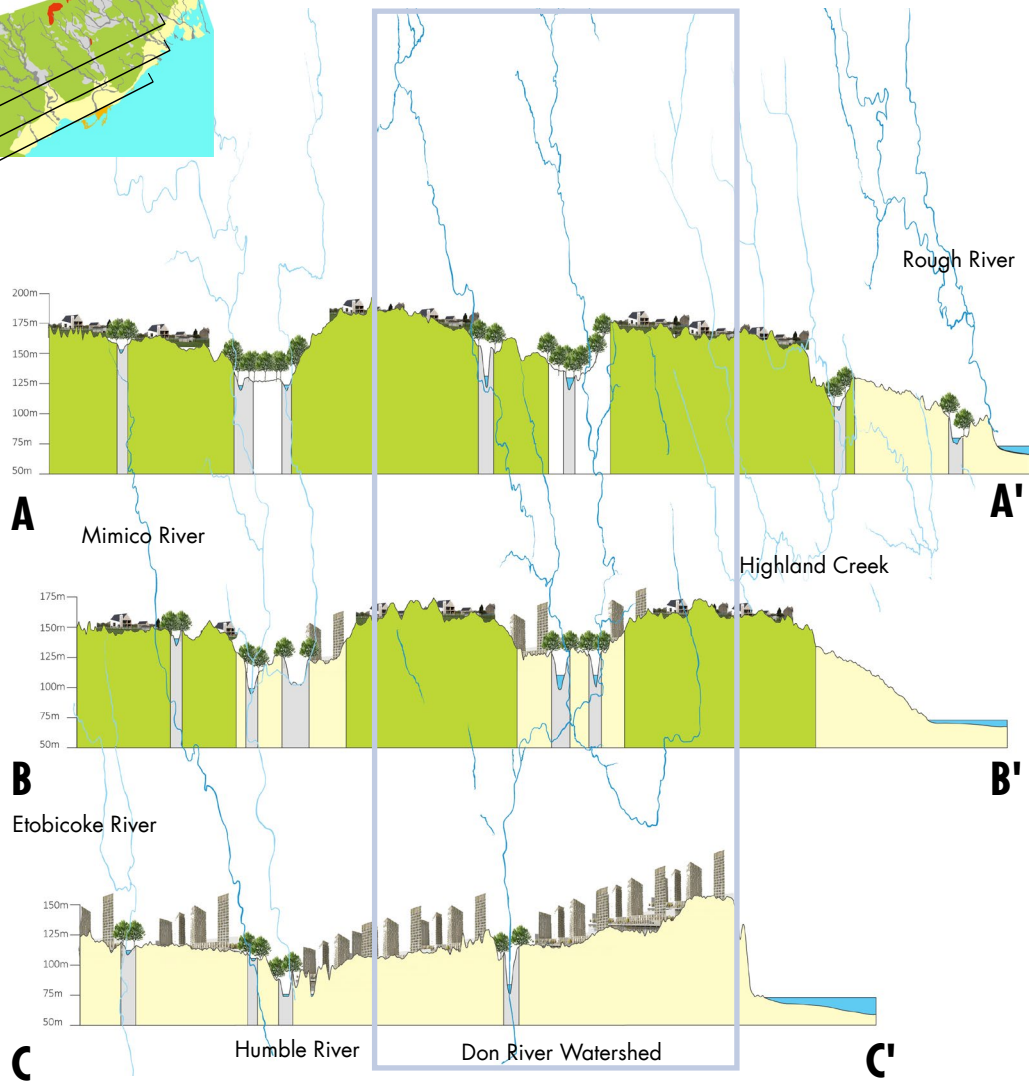 Rough River
200m
175m
150m
125m
100m
75m
50m
A
A'
Mimico River
Highland Creek
175m
150m
125m
100m
75m
50m
B
B'
Etobicoke River
150m
125m
100m
75m
50m
Humble River
Don River Watershed
C
C'